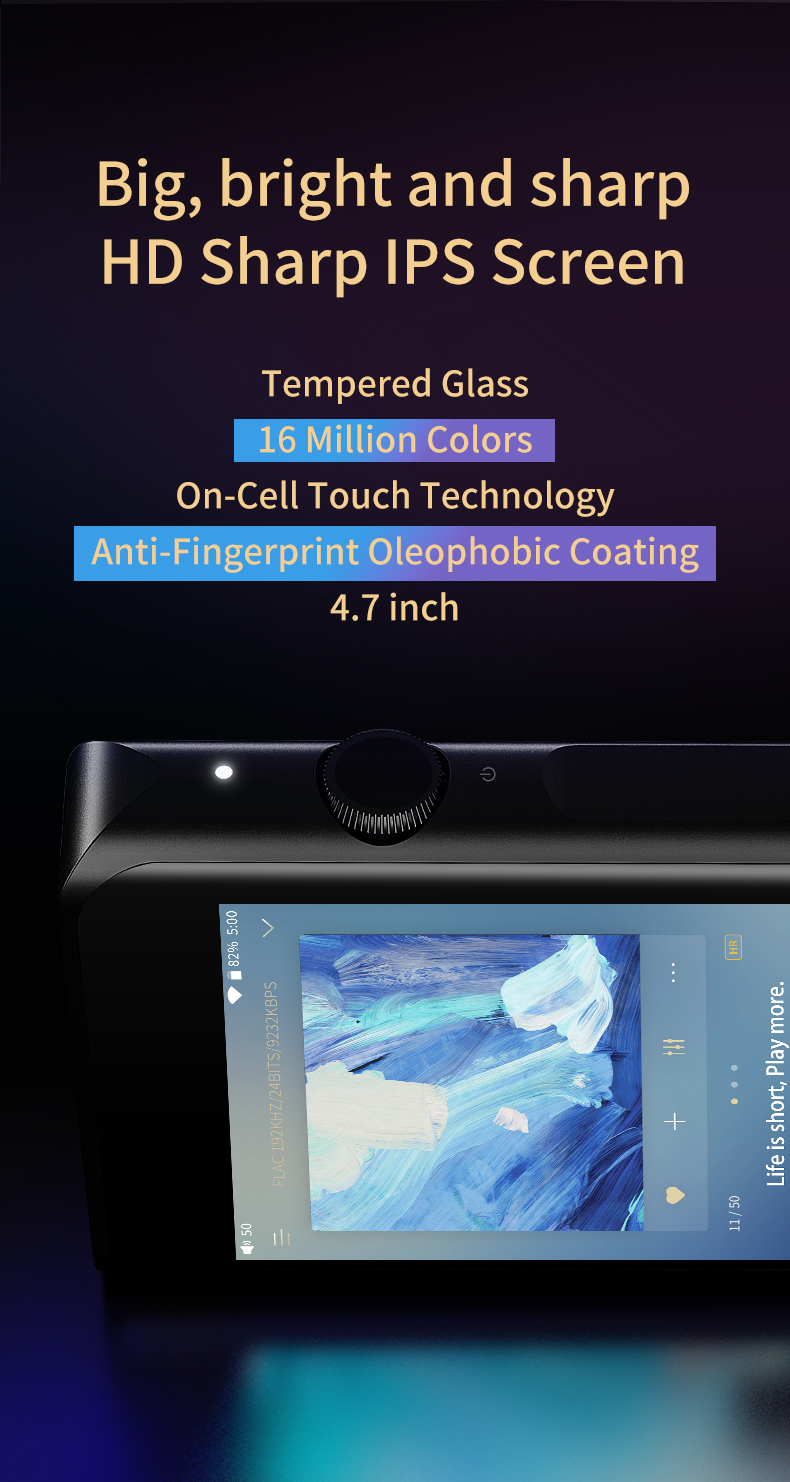 Big, bright and sharp
HD Sharp IPS Screen
Tempered Glass
16 Million Colors
On-Cell Touch Technology
Anti-Fingerprint Oleophobic Coating
4.7 inch
82% 5:00
50
FLAC 192KHZ/24BITS/9232KBPS
HR
11 / 50
Life is short, Play more.